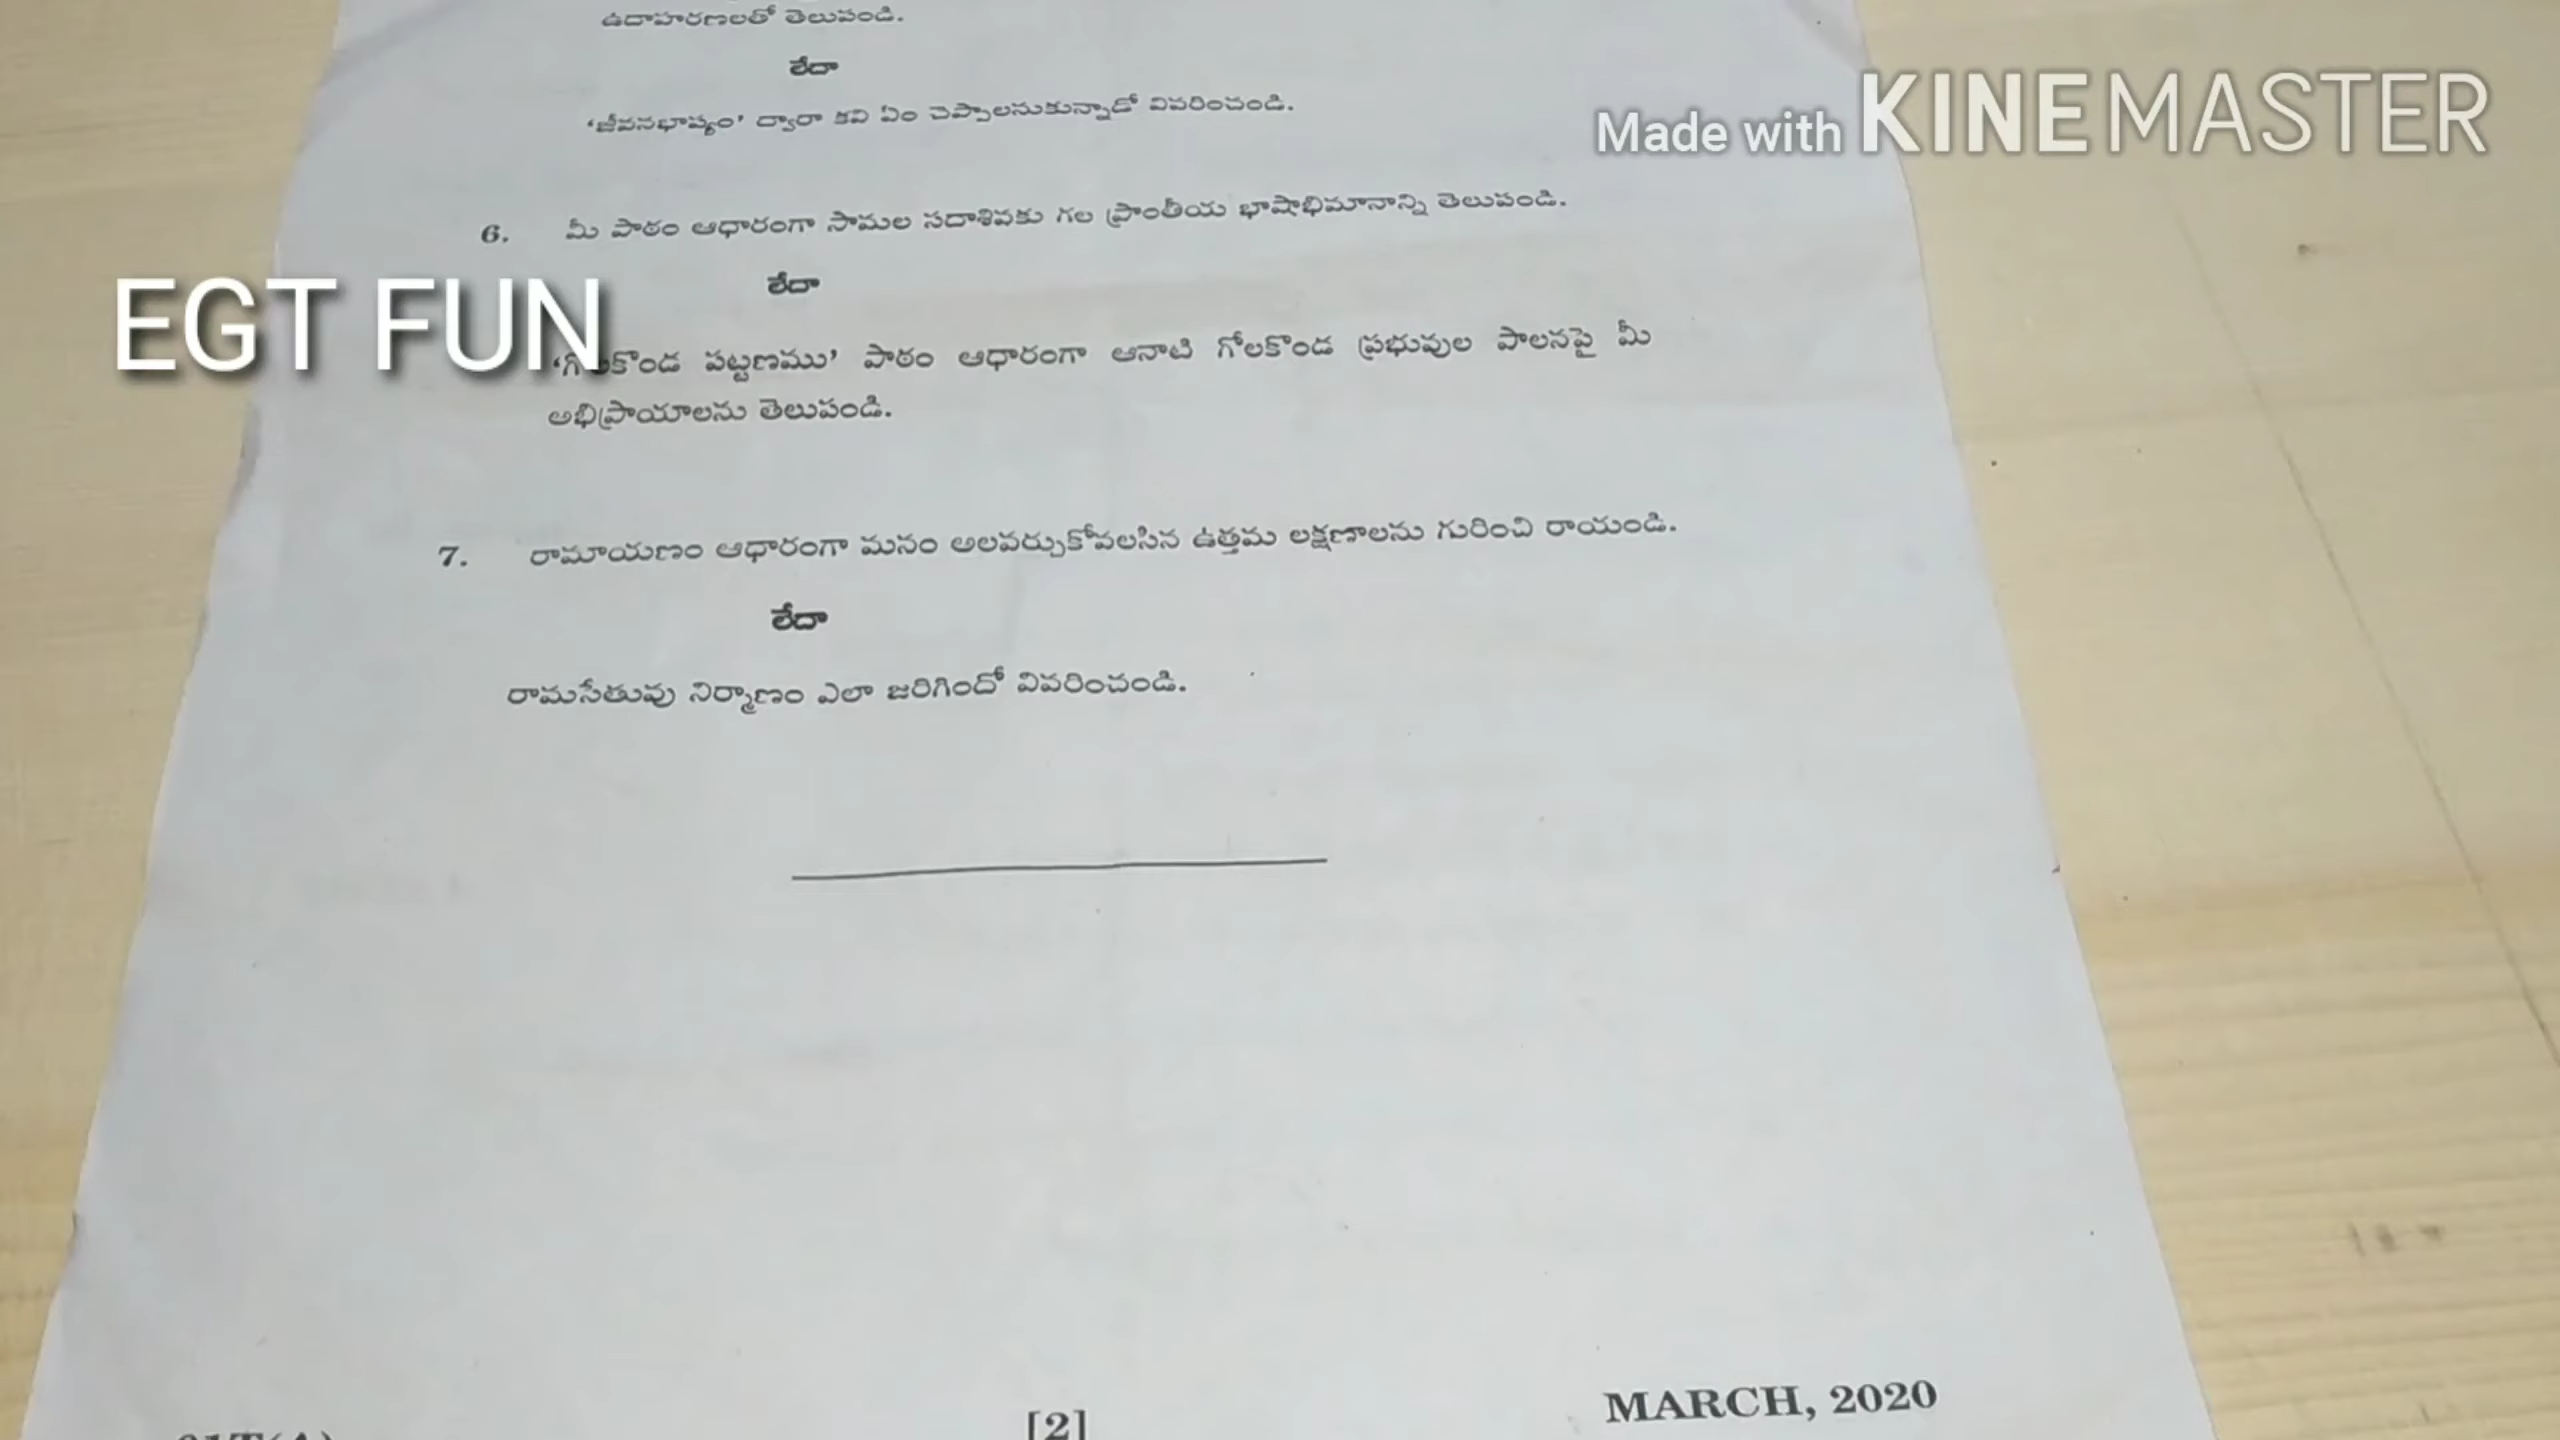 ఉదాహరణలతో తెలుపండి.
లేదా
‘జీవనభాష్యం’ ద్వారా కవి ఏం చెప్పాలనుకున్నాడో వివరించండి.
Made with KINEMASTER
6. మీ పాఠం ఆధారంగా సామల సదాశివకు గల ప్రాంతీయ భాషాభిమానాన్ని తెలుపండి.
లేదా
EGT FUN
పట్టణము’ పాఠం ఆధారంగా ఆనాటి గోలకొండ ప్రభువుల పాలనపై మీ
అభిప్రాయాలను తెలుపండి.
7. రామాయణం ఆధారంగా మనం అలవర్చుకోవలసిన ఉత్తమ లక్షణాలను గురించి రాయండి.
లేదా
రామసేతువు నిర్మాణం ఎలా జరిగిందో వివరించండి.
[2]
MARCH, 2020